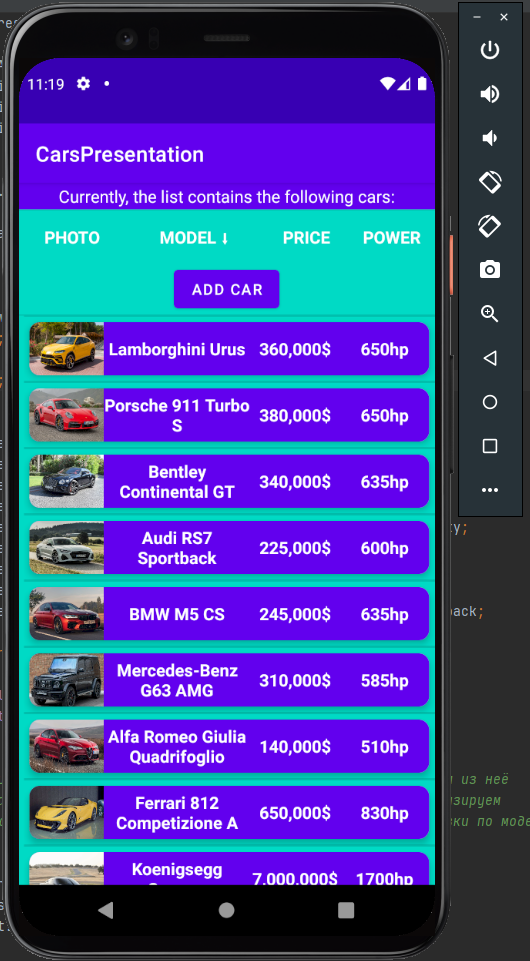 11:19
CarsPresentation
Currently, the list contains the following cars:
PHOTO MODEL ↓ PRICE POWER
ADD CAR
Lamborghini Urus 360,000$ 650hp
Porsche 911 Turbo
S 380,000$ 650hp
Bentley
Continental GT 340,000$ 635hp
Audi RS7
Sportback 225,000$ 600hp
BMW M5 CS 245,000$ 635hp
Mercedes-Benz
G63 AMG 310,000$ 585hp
Alfa Romeo Giulia
Quadrifoglio 140,000$ 510hp
Ferrari 812
Competizione A 650,000$ 830hp
Koenigsegg
7,000,000$ 1700hp
ty;
ack;
из неё
зируем
ки по моде